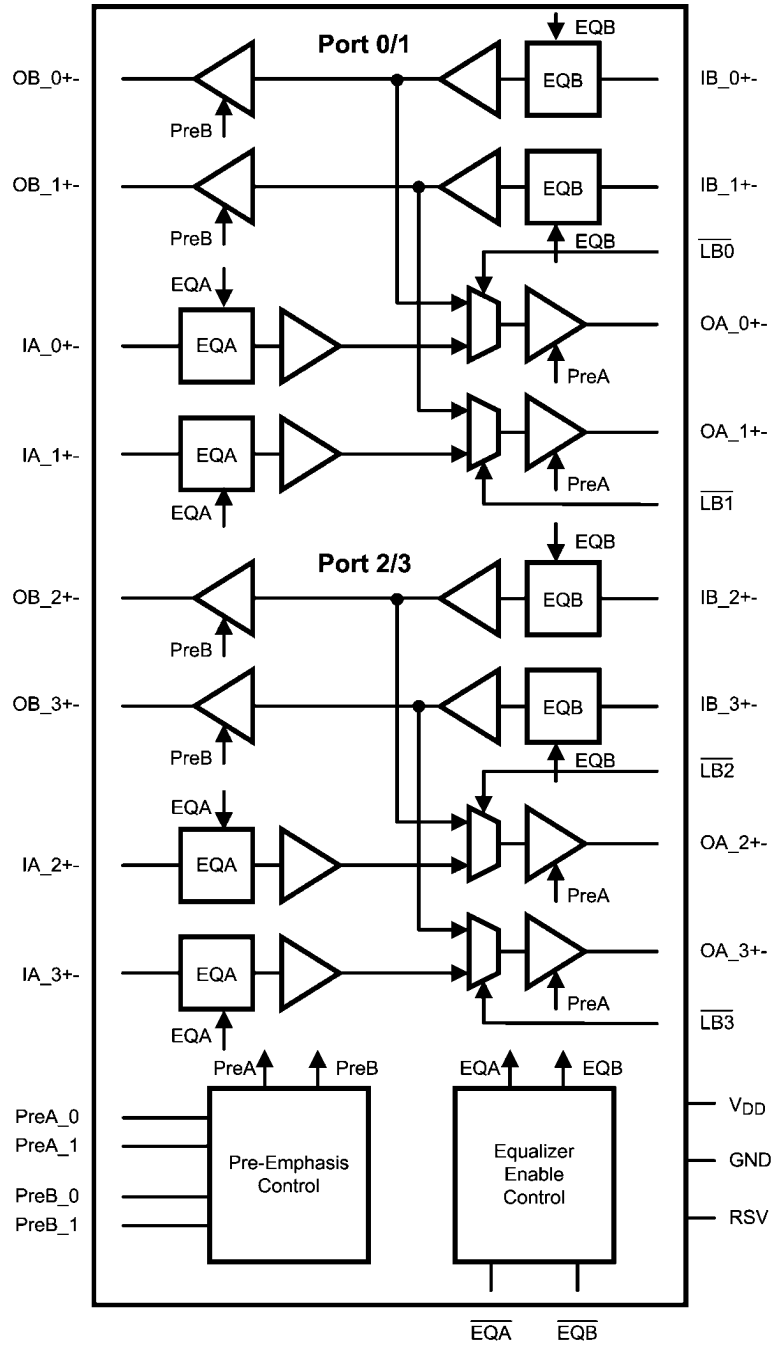 EQB
Port 0/1
OB_0+-
EQB
IB_0+-
PreB
OB_1+-
EQB
IB_1+-
PreB
EQB
LB0
EQA
OA_0+-
IA_0+-
EQA
PreA
OA_1+-
IA_1+-
EQA
PreA
LB1
EQA
EQB
Port 2/3
OB_2+-
EQB
IB_2+-
PreB
OB_3+-
EQB
IB_3+-
PreB
EQB
LB2
EQA
OA_2+-
IA_2+-
EQA
PreA
OA_3+-
IA_3+-
EQA
PreA
LB3
EQA
PreA
PreB
EQA
EQB
PreA_0
PreA_1
PreB_0
PreB_1
Pre-Emphasis
Control
Equalizer
Enable
Control
VDD
GND
RSV
EQA
EQB